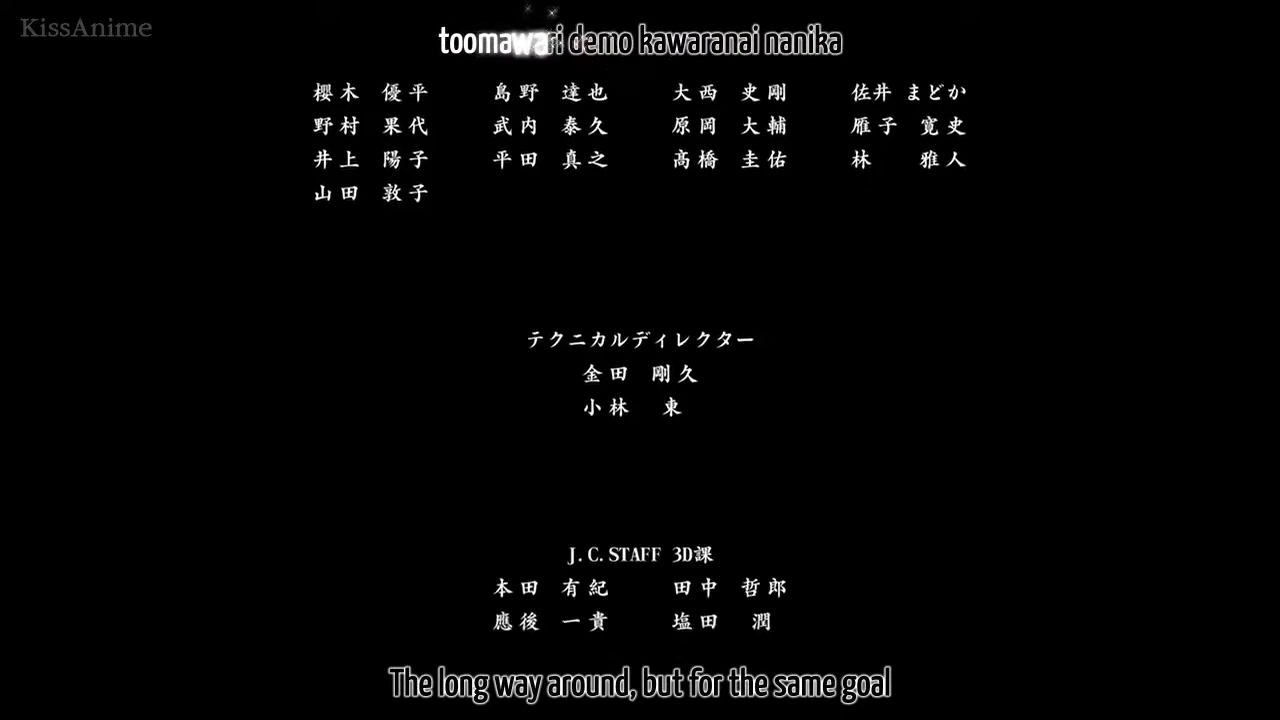 KissAnime
toomawari demo kawaranai nanika
櫻木 優平 島野 達也 大西 史剛 佐井 まどか
野村 果代 武内 泰久 原岡 大輔 雁子 寛史
井上 陽子 平田 真之 髙橋 圭佑 林 雅人
山田 敦子
テクニカルディレクター
金田 剛久
小林 東
J.C.STAFF 3D課
本田 有紀 田中 哲郎
應後 一貴 塩田 潤
The long way around, but for the same goal